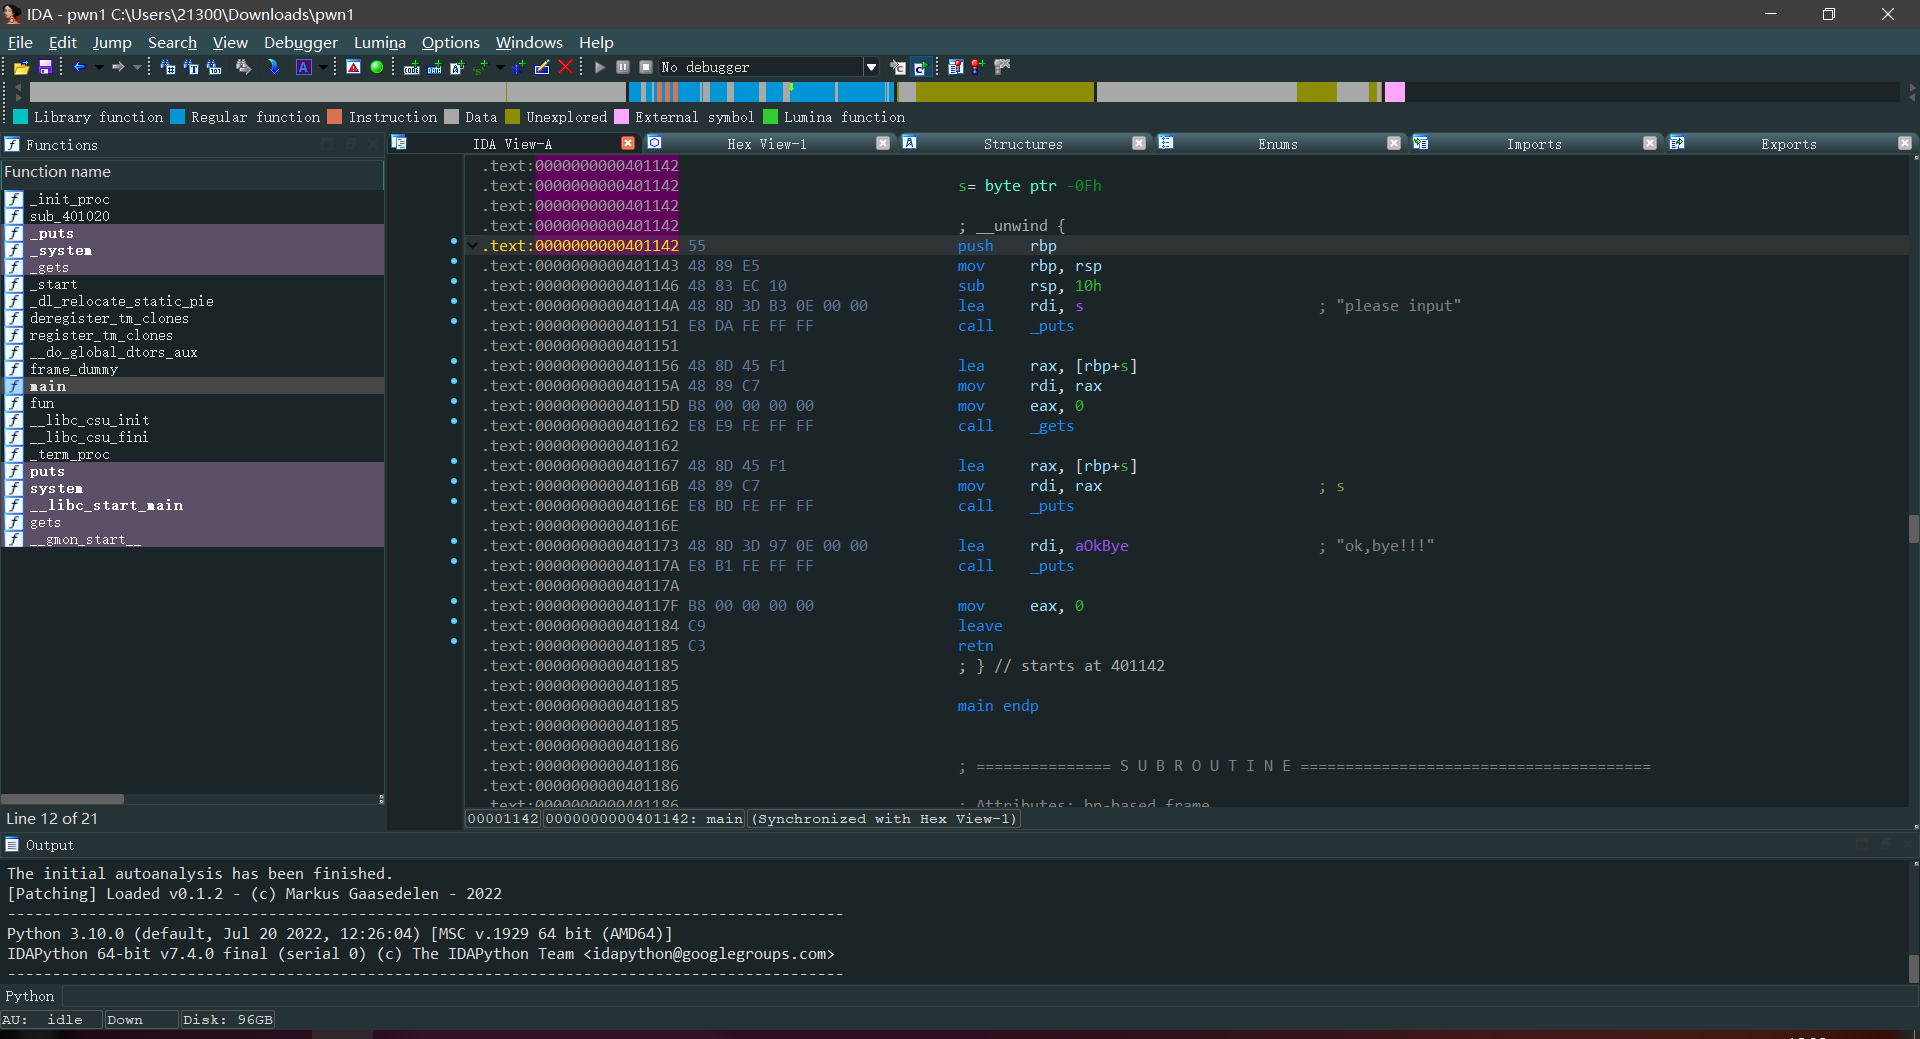 IDA - pwn1 C:\Users\21300\Downloads\pwn1
File Edit Jump Search View Debugger Lumina Options Windows Help
No debugger
Library function Regular function Instruction Data Unexplored External symbol Lumina function
Functions
IDA View-A Hex View-1 Structures Enums Imports Exports
Function name
_init_proc
sub_401020
_puts
_system
_gets
_start
_dl_relocate_static_pie
deregister_tm_clones
register_tm_clones
__do_global_dtors_aux
frame_dummy
main
fun
__libc_csu_init
__libc_csu_fini
_term_proc
puts
system
__libc_start_main
gets
__gmon_start__
Line 12 of 21
.text:0000000000401142
.text:0000000000401142 s= byte ptr -0Fh
.text:0000000000401142
.text:0000000000401142 ; __unwind {
.text:0000000000401142 55 push rbp
.text:0000000000401143 48 89 E5 mov rbp, rsp
.text:0000000000401146 48 83 EC 10 sub rsp, 10h
.text:000000000040114A 48 8D 3D B3 0E 00 00 lea rdi, s ; "please input"
.text:0000000000401151 E8 DA FE FF FF call _puts
.text:0000000000401151
.text:0000000000401156 48 8D 45 F1 lea rax, [rbp+s]
.text:000000000040115A 48 89 C7 mov rdi, rax
.text:000000000040115D B8 00 00 00 00 mov eax, 0
.text:0000000000401162 E8 E9 FE FF FF call _gets
.text:0000000000401162
.text:0000000000401167 48 8D 45 F1 lea rax, [rbp+s]
.text:000000000040116B 48 89 C7 mov rdi, rax ; s
.text:000000000040116E E8 BD FE FF FF call _puts
.text:000000000040116E
.text:0000000000401173 48 8D 3D 97 0E 00 00 lea rdi, aOkBye ; "ok,bye!!!"
.text:000000000040117A E8 B1 FE FF FF call _puts
.text:000000000040117A
.text:000000000040117F B8 00 00 00 00 mov eax, 0
.text:0000000000401184 C9 leave
.text:0000000000401185 C3 retn
.text:0000000000401185 ; } // starts at 401142
.text:0000000000401185
.text:0000000000401185 main endp
.text:0000000000401185
.text:0000000000401186
.text:0000000000401186 ; =============== S U B R O U T I N E =======================================
.text:0000000000401186
.text:0000000000401186 ; Attributes: bp-based frame
00001142 0000000000401142: main (Synchronized with Hex View-1)
Output
The initial autoanalysis has been finished.
[Patching] Loaded v0.1.2 - (c) Markus Gaasedelen - 2022
---------------------------------------------------------------------------------------------
Python 3.10.0 (default, Jul 20 2022, 12:26:04) [MSC v.1929 64 bit (AMD64)]
IDAPython 64-bit v7.4.0 final (serial 0) (c) The IDAPython Team <idapython@googlegroups.com>
---------------------------------------------------------------------------------------------
Python
AU: idle Down Disk: 96GB